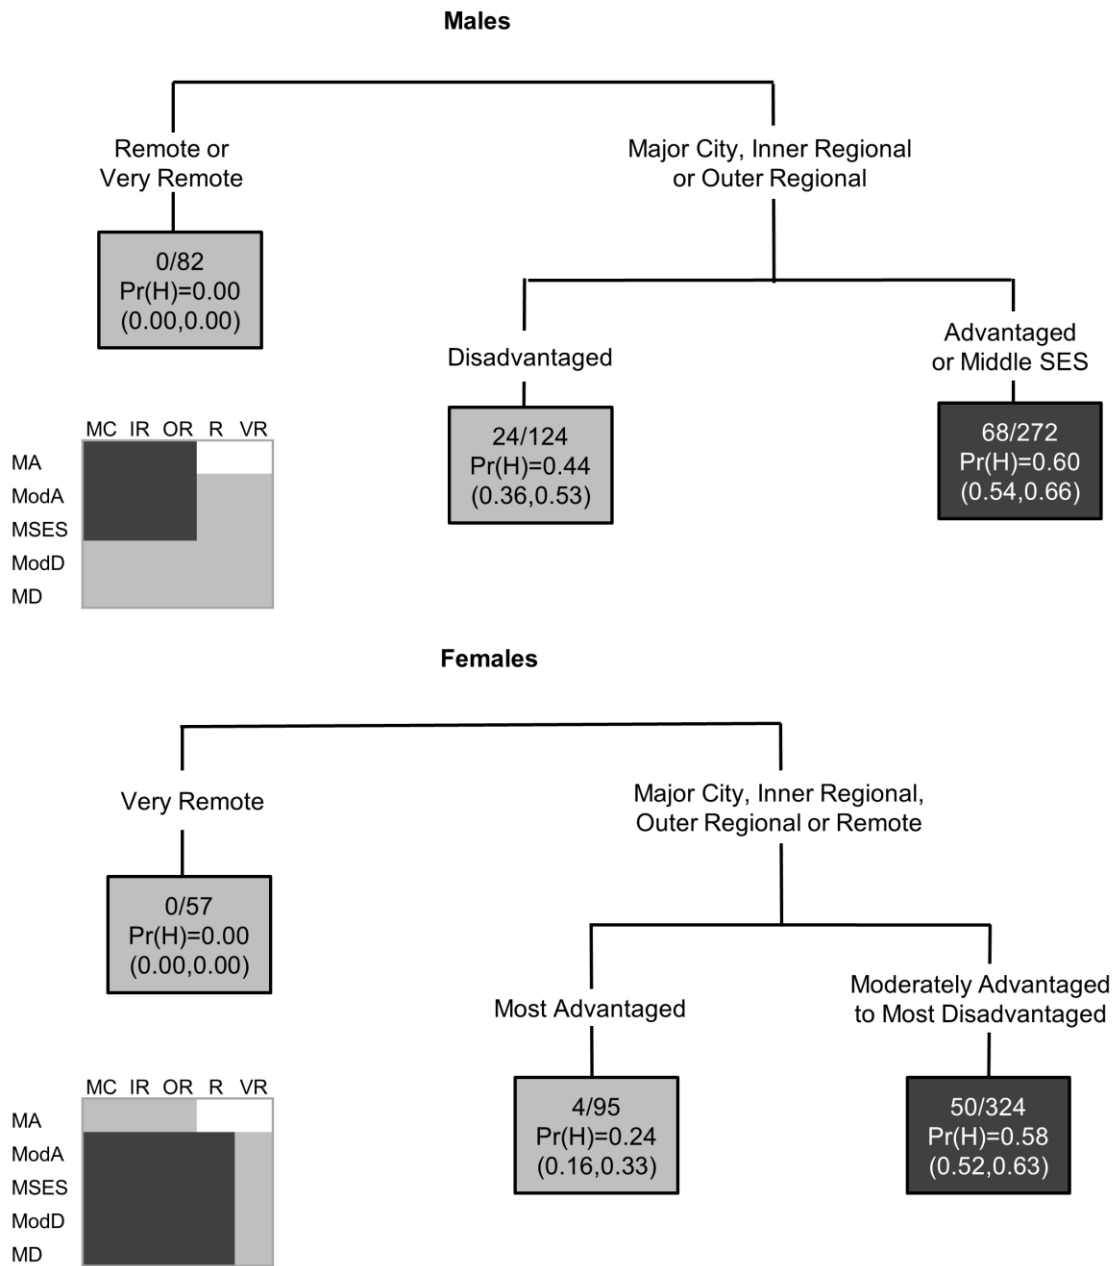 Males
Remote or
Very Remote
Major City, Inner Regional
or Outer Regional
0/82
Pr(H)=0.00
(0.00,0.00)
Disadvantaged
Advantaged
or Middle SES
24/124
Pr(H)=0.44
(0.36,0.53)
68/272
Pr(H)=0.60
(0.54,0.66)
MC IR OR R VR
MA
ModA
MSES
ModD
MD
Females
Very Remote
Major City, Inner Regional,
Outer Regional or Remote
0/57
Pr(H)=0.00
(0.00,0.00)
Most Advantaged
Moderately Advantaged
to Most Disadvantaged
4/95
Pr(H)=0.24
(0.16,0.33)
50/324
Pr(H)=0.58
(0.52,0.63)
MC IR OR R VR
MA
ModA
MSES
ModD
MD